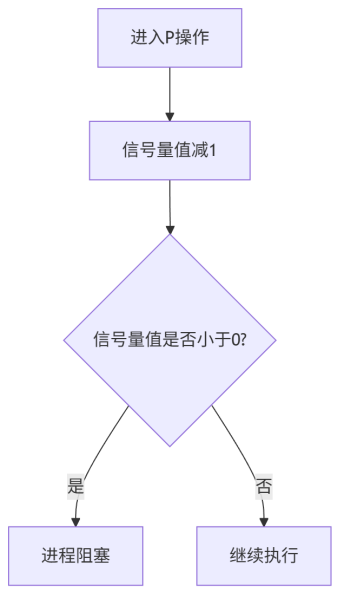 进入P操作
信号量值减1
信号量值是否小于0?
是
否
进程阻塞
继续执行